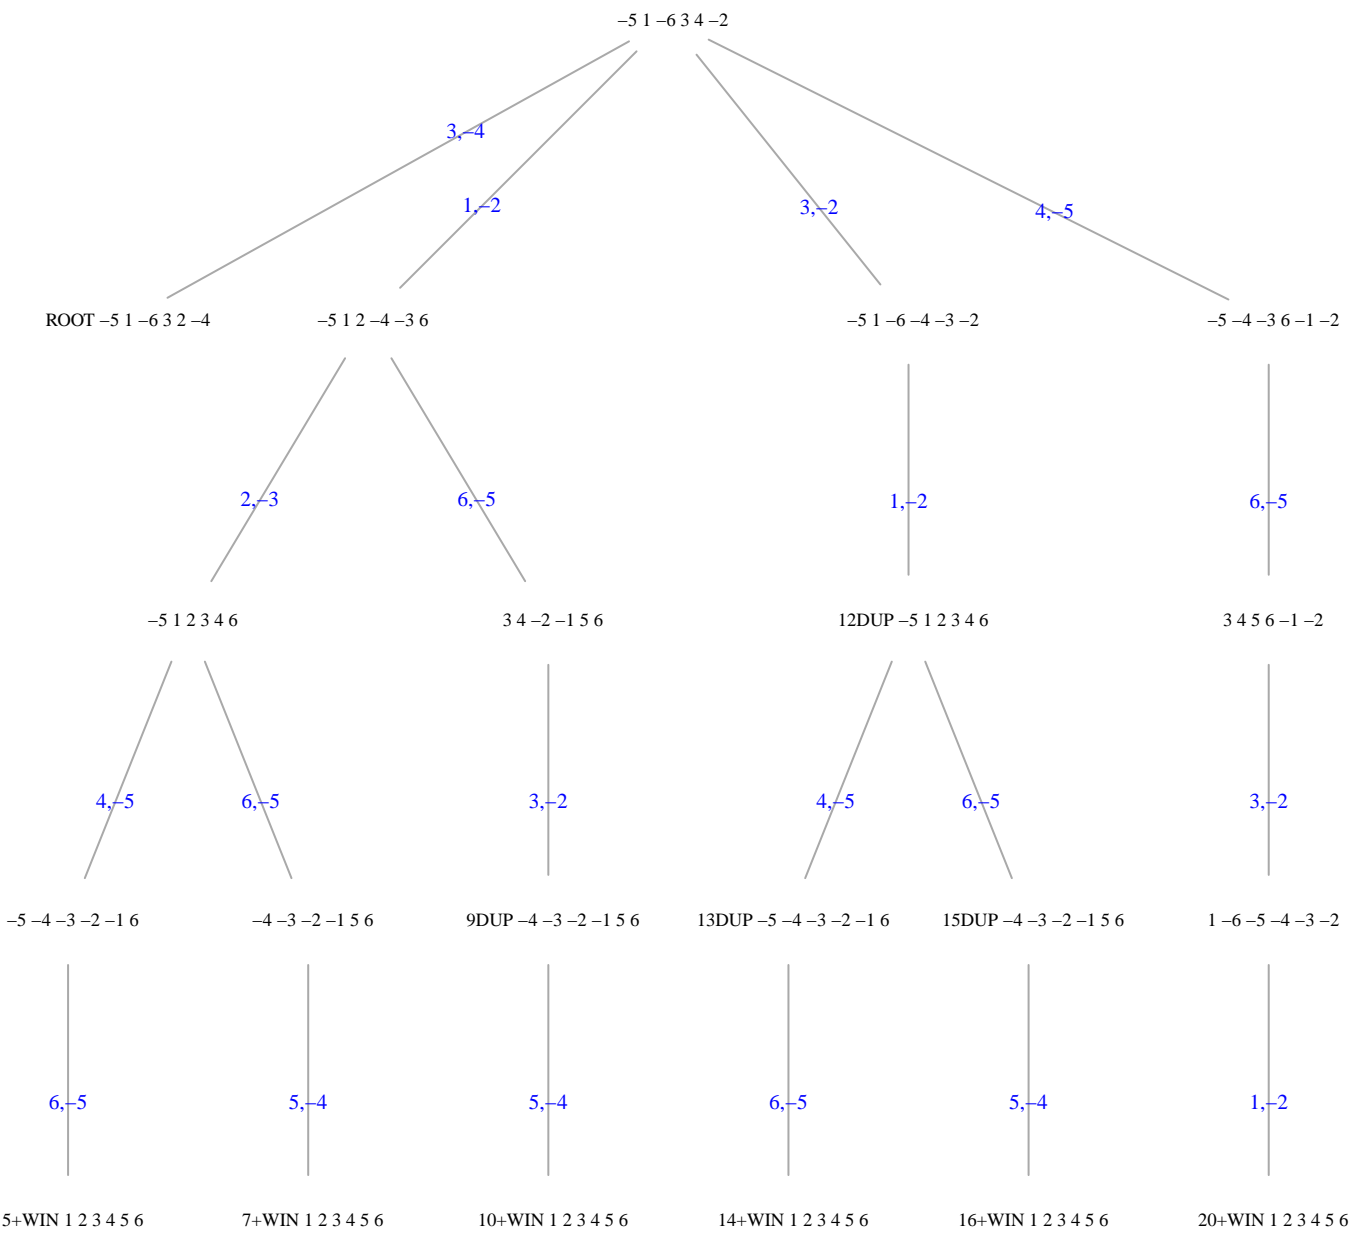 –5 1 –6 3 4 –2
3,–4
1,–2
3,–2
4,–5
ROOT –5 1 –6 3 2 –4
–5 1 2 –4 –3 6
–5 1 –6 –4 –3 –2
–5 –4 –3 6 –1 –2
2,–3
6,–5
1,–2
6,–5
–5 1 2 3 4 6
3 4 –2 –1 5 6
12DUP –5 1 2 3 4 6
3 4 5 6 –1 –2
4,–5
6,–5
3,–2
4,–5
6,–5
3,–2
–5 –4 –3 –2 –1 6
–4 –3 –2 –1 5 6
9DUP –4 –3 –2 –1 5 6
13DUP –5 –4 –3 –2 –1 6
15DUP –4 –3 –2 –1 5 6
1 –6 –5 –4 –3 –2
6,–5
5,–4
5,–4
6,–5
5,–4
1,–2
5+WIN 1 2 3 4 5 6
7+WIN 1 2 3 4 5 6
10+WIN 1 2 3 4 5 6
14+WIN 1 2 3 4 5 6
16+WIN 1 2 3 4 5 6
20+WIN 1 2 3 4 5 6